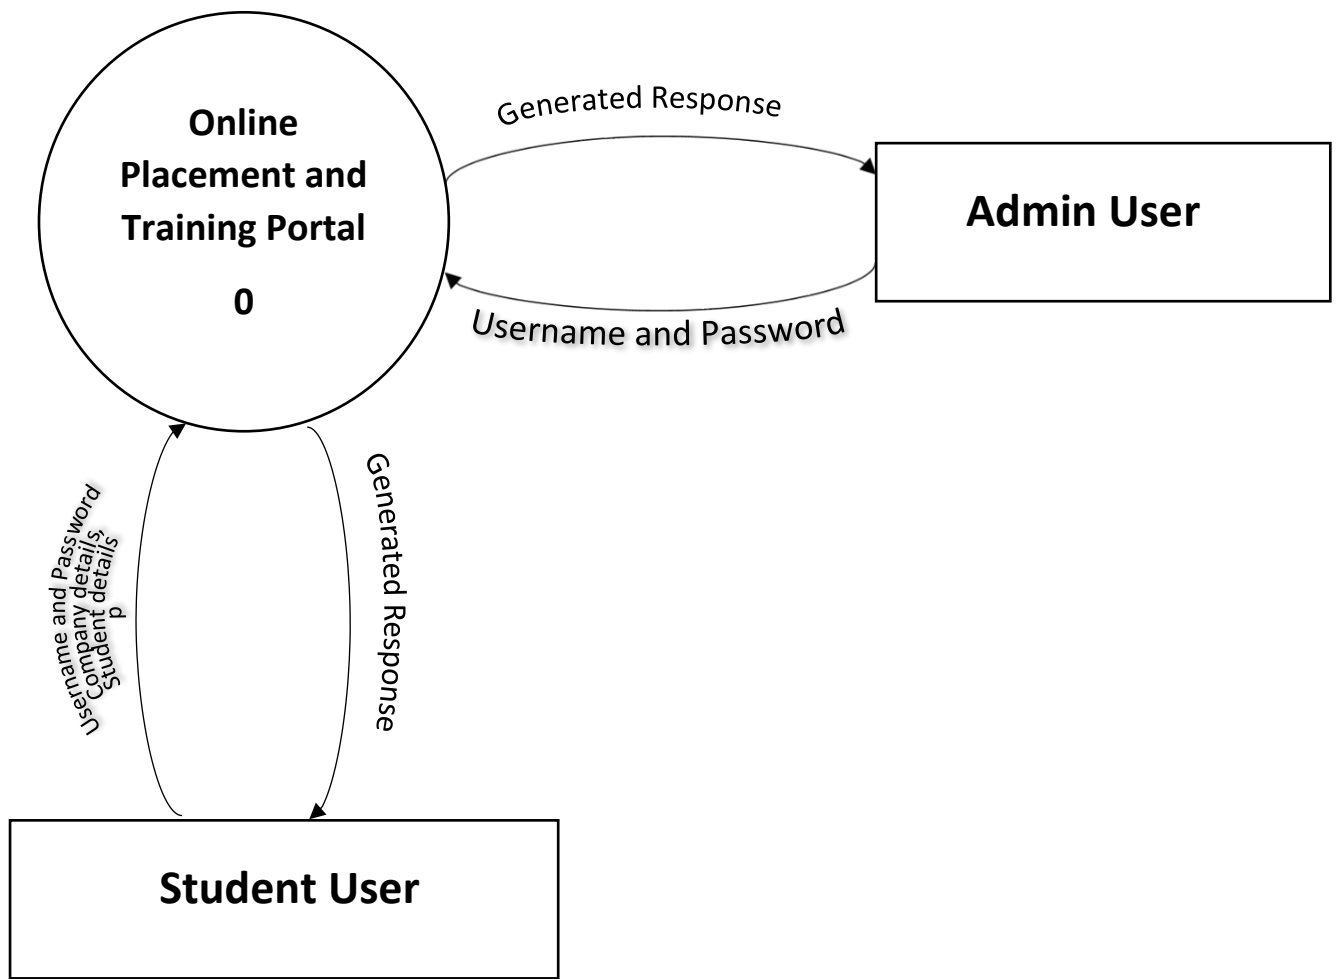 Online
Placement and
Training Portal
0
Generated Response
Admin User
Username and Password
Username and Password
Company details,
Student details
d
Generated Response
Student User